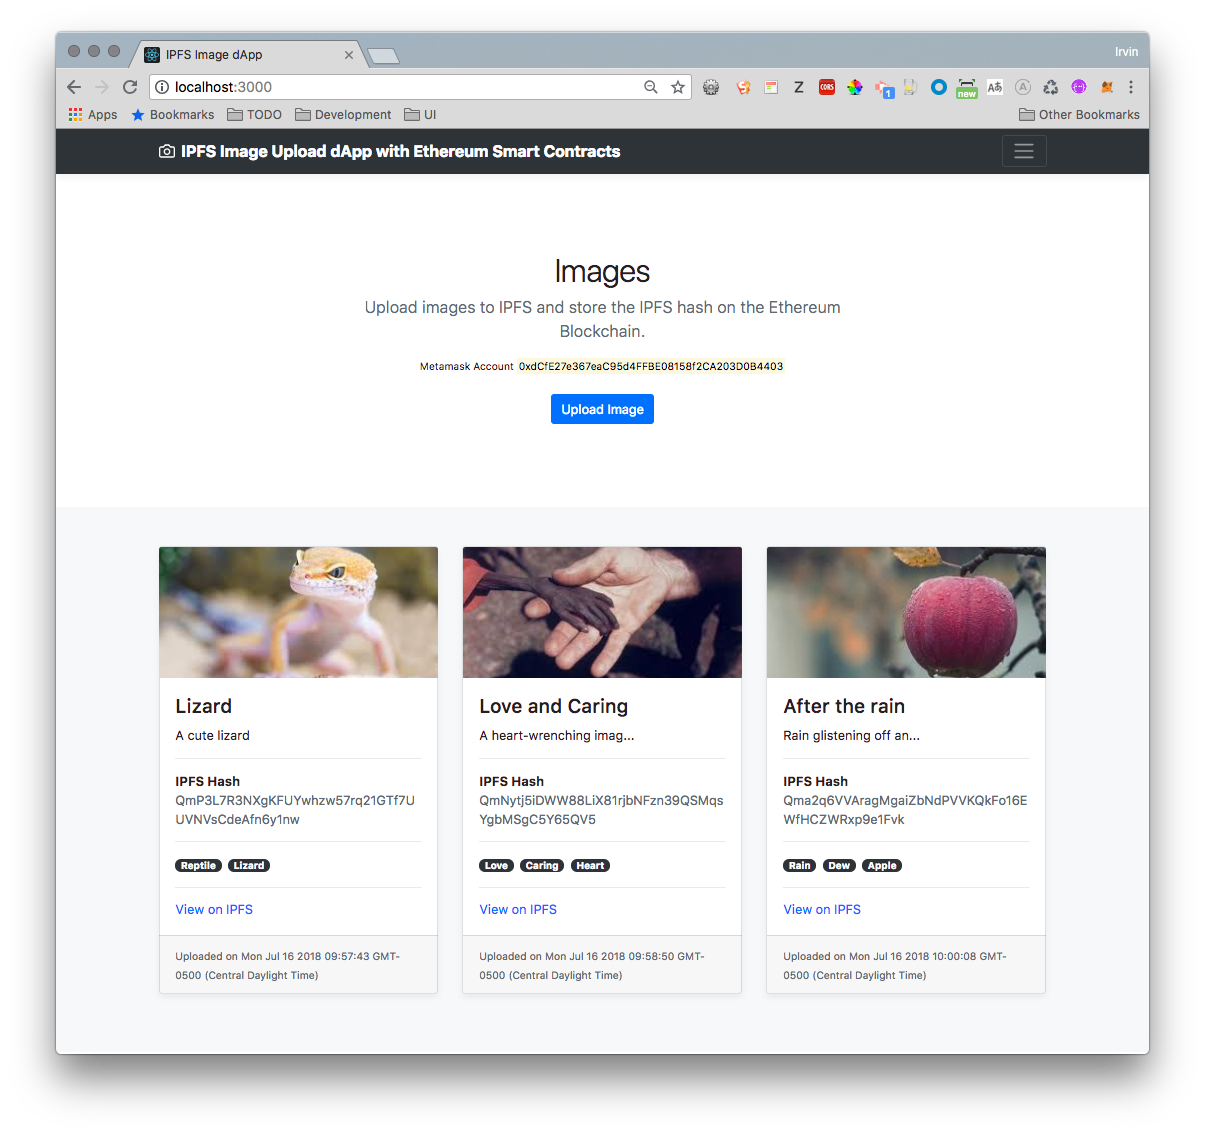 IPFS Image dApp
Irvin
localhost:3000
Apps Bookmarks TODO Development UI Other Bookmarks
IPFS Image Upload dApp with Ethereum Smart Contracts
Images
Upload images to IPFS and store the IPFS hash on the Ethereum
Blockchain.
Metamask Account 0xdCfE27e367eaC95d4FFBE08158f2CA203D0B4403
Upload Image
Lizard
A cute lizard
IPFS Hash
QmP3L7R3NXgKFUYwhzw57rq21GTf7U
UVNVsCdeAfn6y1nw
Reptile Lizard
View on IPFS
Uploaded on Mon Jul 16 2018 09:57:43 GMT-
0500 (Central Daylight Time)
Love and Caring
A heart-wrenching imag...
IPFS Hash
QmNytj5iDWW88LiX81rjbNFzn39QSMqs
YgbMSgC5Y65QV5
Love Caring Heart
View on IPFS
Uploaded on Mon Jul 16 2018 09:58:50 GMT-
0500 (Central Daylight Time)
After the rain
Rain glistening off an...
IPFS Hash
Qma2q6VVAragMgaiZbNdPVVKQkFo16E
WfHCZWRxp9e1Fvk
Rain Dew Apple
View on IPFS
Uploaded on Mon Jul 16 2018 10:00:08 GMT-
0500 (Central Daylight Time)